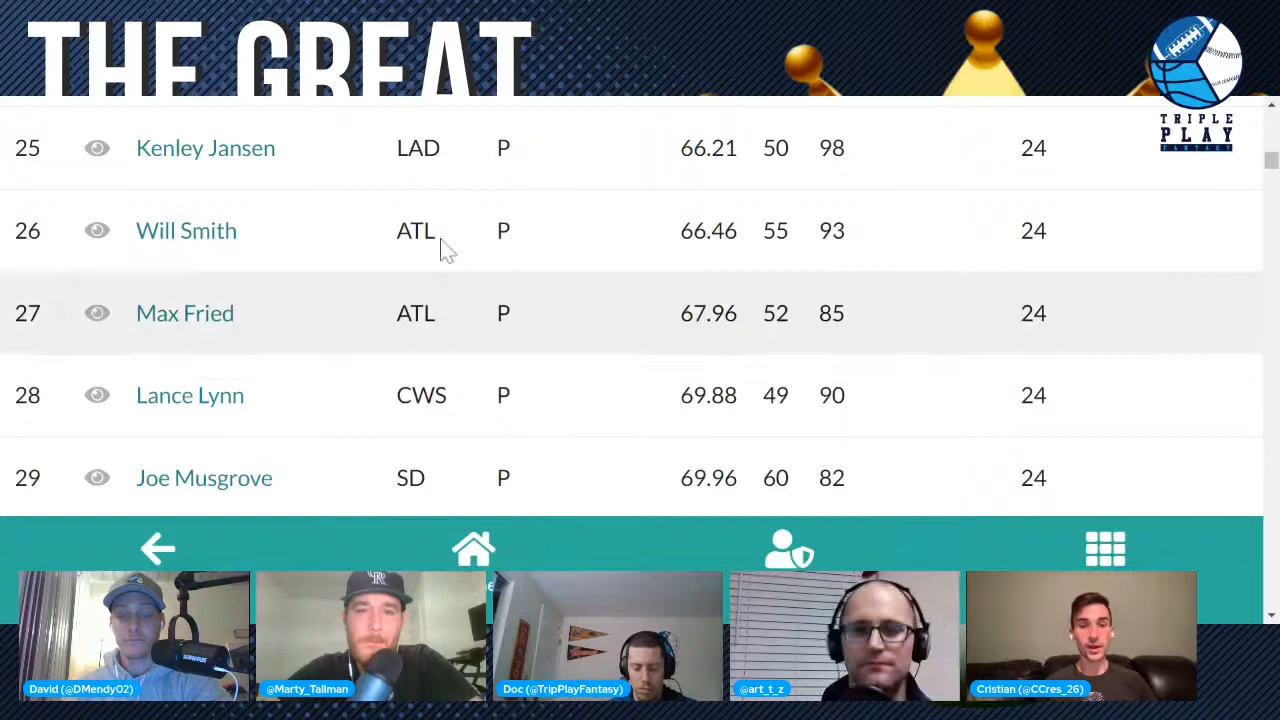 THE GREAT
TRIPLE
PLAY
FANTASY
25 Kenley Jansen LAD P 66.21 50 98 24
26 Will Smith ATL P 66.46 55 93 24
27 Max Fried ATL P 67.96 52 85 24
28 Lance Lynn CWS P 69.88 49 90 24
29 Joe Musgrove SD P 69.96 60 82 24
David (@DMendy02)
@Marty_Tallman
Doc (@TripPlayFantasy)
@art_t_z
Cristian (@CCres_26)